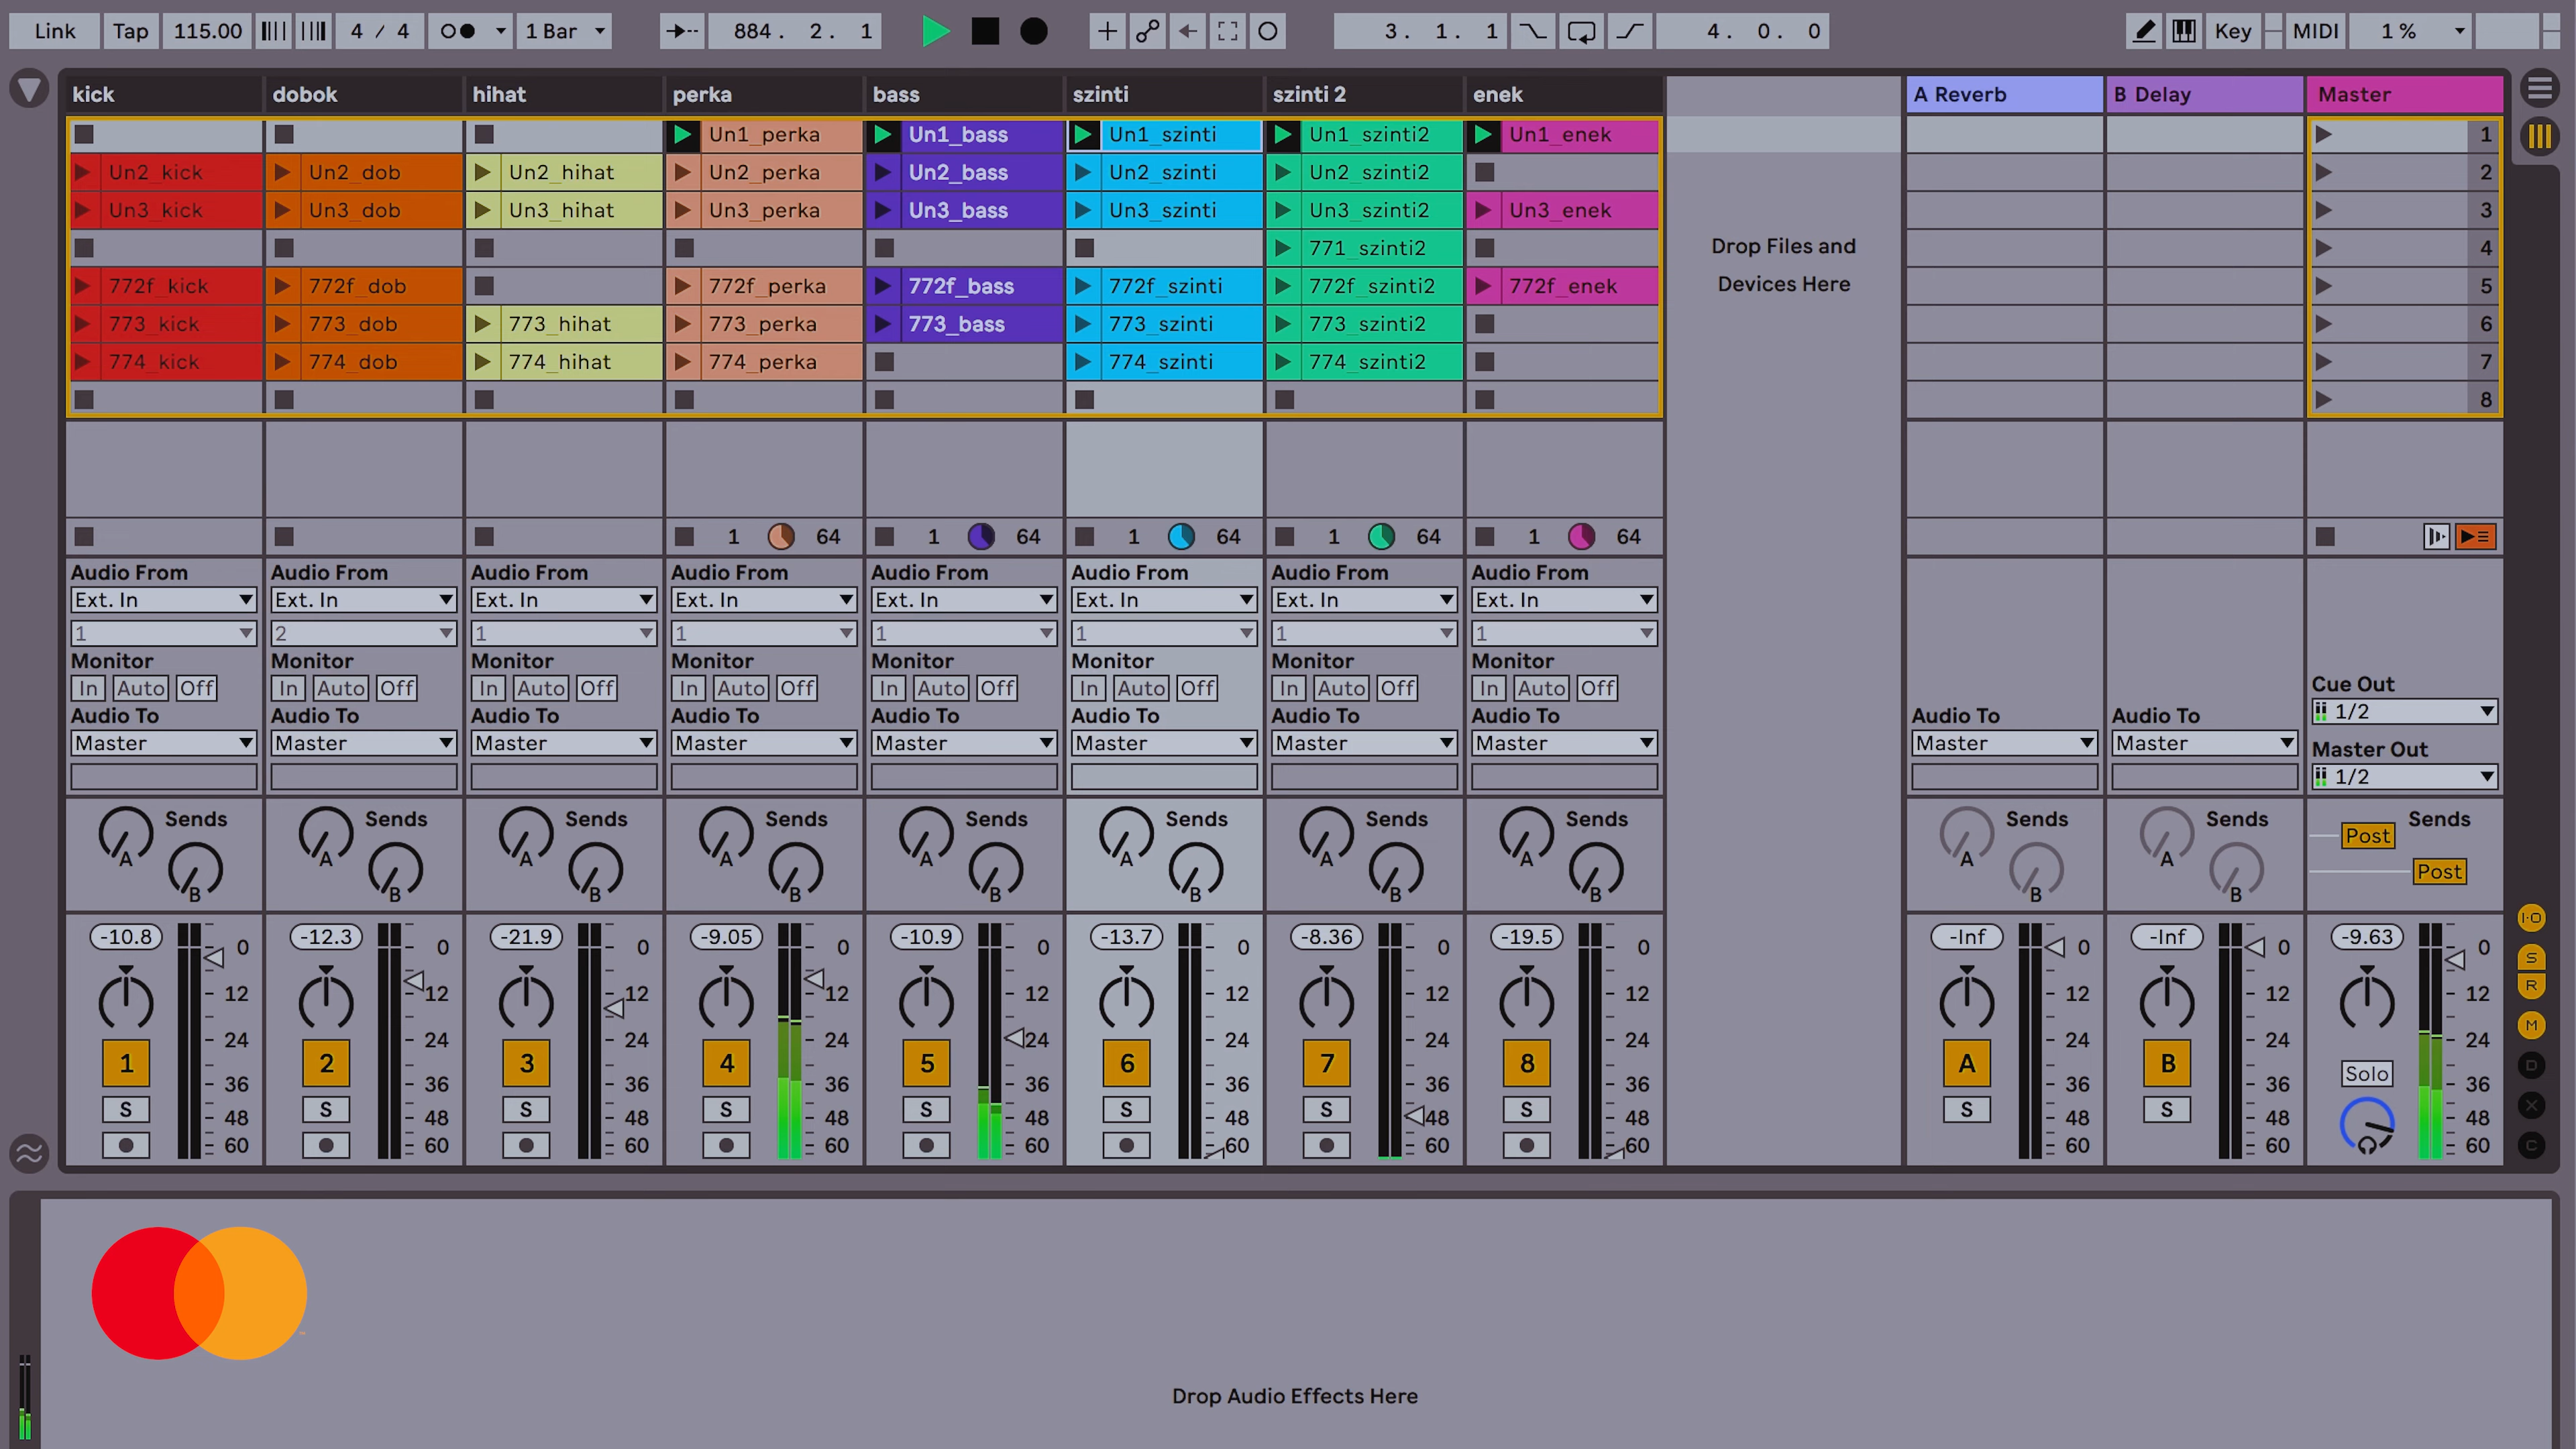 Link Tap 115.00 4 / 4 1 Bar 884. 2. 1 3. 1. 1 4. 0. 0 Key MIDI 1 %
kick dobok hihat perka bass szinti szinti 2 enek A Reverb B Delay Master
Un1_perka Un1_bass Un1_szinti Un1_szinti2 Un1_enek 1
Un2_kick Un2_dob Un2_hihat Un2_perka Un2_bass Un2_szinti Un2_szinti2 2
Un3_kick Un3_dob Un3_hihat Un3_perka Un3_bass Un3_szinti Un3_szinti2 Un3_enek 3
771_szinti2 4
Drop Files and
Devices Here
772f_kick 772f_dob 772f_perka 772f_bass 772f_szinti 772f_szinti2 772f_enek 5
773_kick 773_dob 773_hihat 773_perka 773_bass 773_szinti 773_szinti2 6
774_kick 774_dob 774_hihat 774_perka 774_szinti 774_szinti2 7
8
1 64 1 64 1 64 1 64 1 64
Audio From Audio From Audio From Audio From Audio From Audio From Audio From Audio From
Ext. In Ext. In Ext. In Ext. In Ext. In Ext. In Ext. In Ext. In
1 2 1 1 1 1 1 1
Monitor Monitor Monitor Monitor Monitor Monitor Monitor Monitor
In Auto Off In Auto Off In Auto Off In Auto Off In Auto Off In Auto Off In Auto Off In Auto Off Cue Out
1/2
Audio To Audio To Audio To Audio To Audio To Audio To Audio To Audio To Audio To Audio To
Master Master Master Master Master Master Master Master Master Master Master Out
1/2
Sends Sends Sends Sends Sends Sends Sends Sends Sends Sends Sends
Post
A A A A A A A A A A
Post
B B B B B B B B B B
-10.8 0 -12.3 0 -21.9 0 -9.05 0 -10.9 0 -13.7 0 -8.36 0 -19.5 0 -Inf 0 -Inf 0 -9.63 0
I·O
S
R
M
D
X
C
12 12 12 12 12 12 12 12 12 12 12
24 24 24 24 24 24 24 24 24 24 24
1 2 3 4 5 6 7 8 A B Solo
36 36 36 36 36 36 36 36 36 36 36
S S S S S S S S S S
48 48 48 48 48 48 48 48 48 48 48
60 60 60 60 60 60 60 60 60 60 60
Drop Audio Effects Here